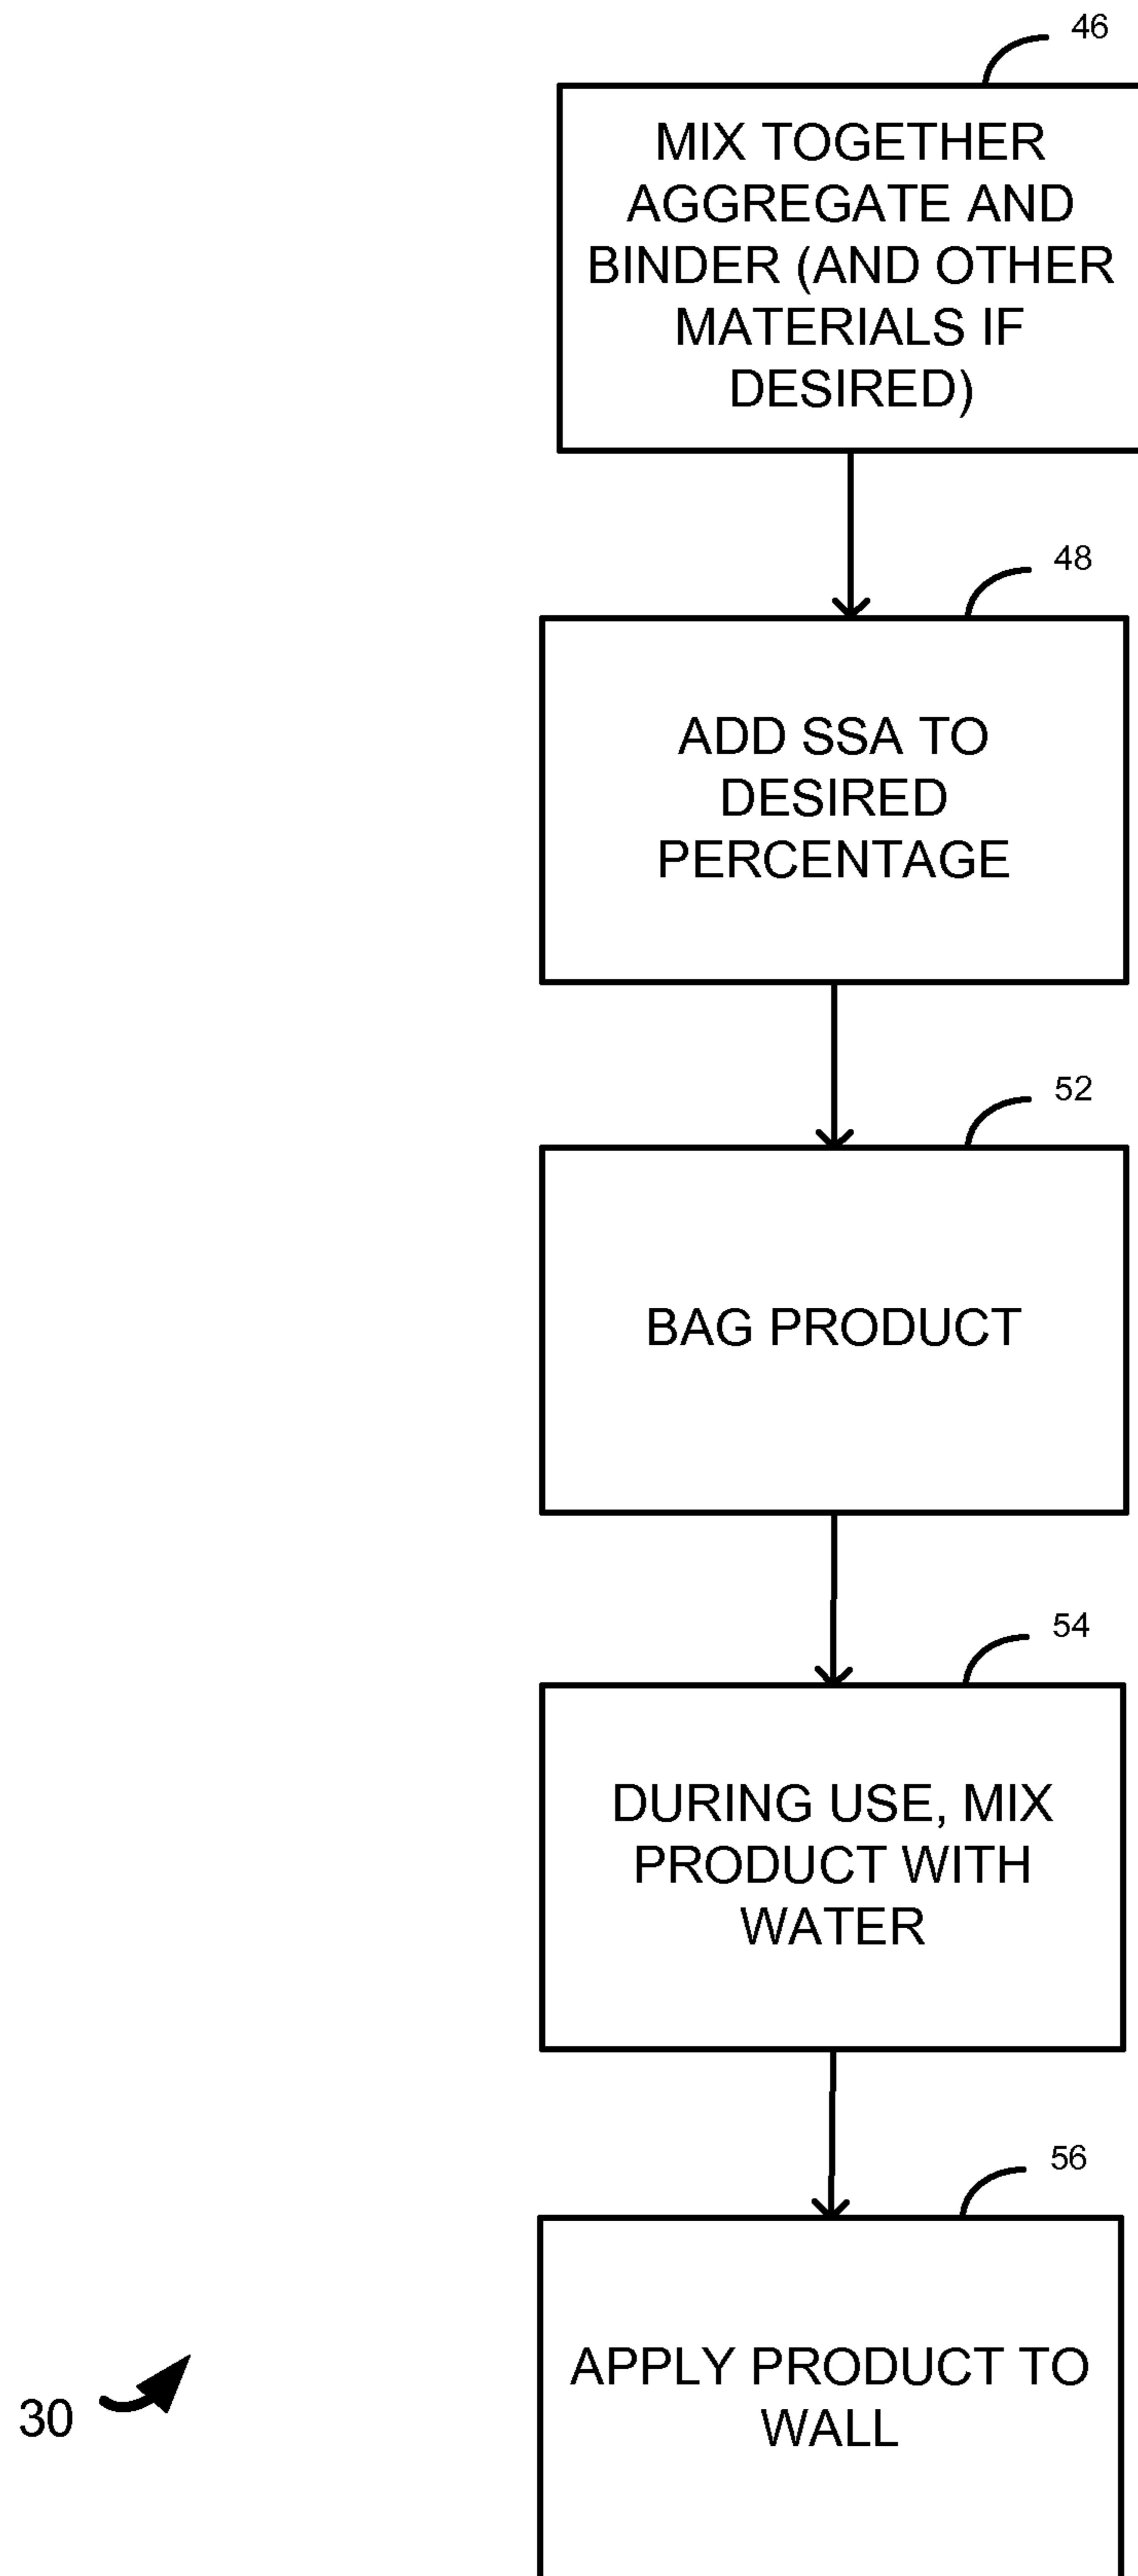 46
MIX TOGETHER
AGGREGATE AND
BINDER (AND OTHER
MATERIALS IF
DESIRED)
48
ADD SSA TO
DESIRED
PERCENTAGE
52
BAG PRODUCT
54
DURING USE, MIX
PRODUCT WITH
WATER
56
APPLY PRODUCT TO
WALL
30